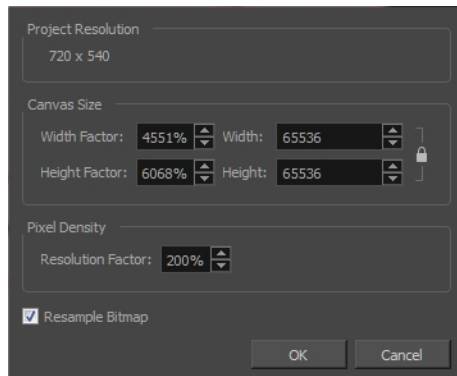 Project Resolution
720 x 540
Canvas Size
Width Factor: 4551% Width: 65536
Height Factor: 6068% Height: 65536
Pixel Density
Resolution Factor: 200%
Resample Bitmap
OK Cancel